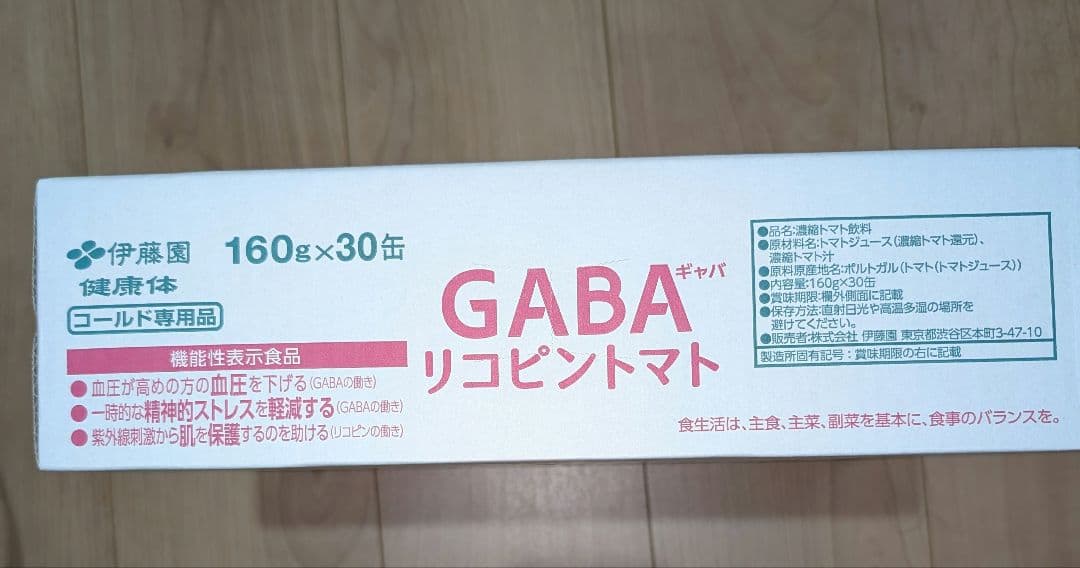 伊藤園 160g×30缶
健康体
コールド専用品
機能性表示食品
●血圧が高めの方の血圧を下げる(GABAの働き)
●一時的な精神的ストレスを軽減する(GABAの働き)
●紫外線刺激から肌を保護するのを助ける(リコピンの働き)
GABAギャバ
リコピントマト
●品名:濃縮トマト飲料
●原材料名:トマトジュース(濃縮トマト還元)、
濃縮トマト汁
●原料原産地名:ポルトガル(トマト(トマトジュース))
●内容量:160g×30缶
●賞味期限:欄外側面に記載
●保存方法:直射日光や高温多湿の場所を
避けてください。
●販売者:株式会社 伊藤園 東京都渋谷区本町3-47-10
製造所固有記号:賞味期限の右に記載
食生活は、主食、主菜、副菜を基本に、食事のバランスを。